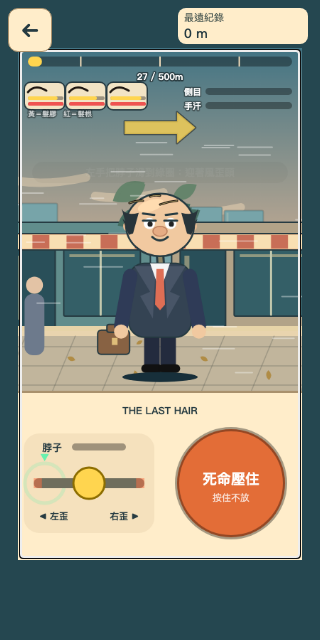 最遠紀錄
0 m
27 / 500m
側目
手汗
黃=髮膠 紅=髮根
THE LAST HAIR
脖子
死命壓住
按住不放
◄ 左歪
右歪 ►